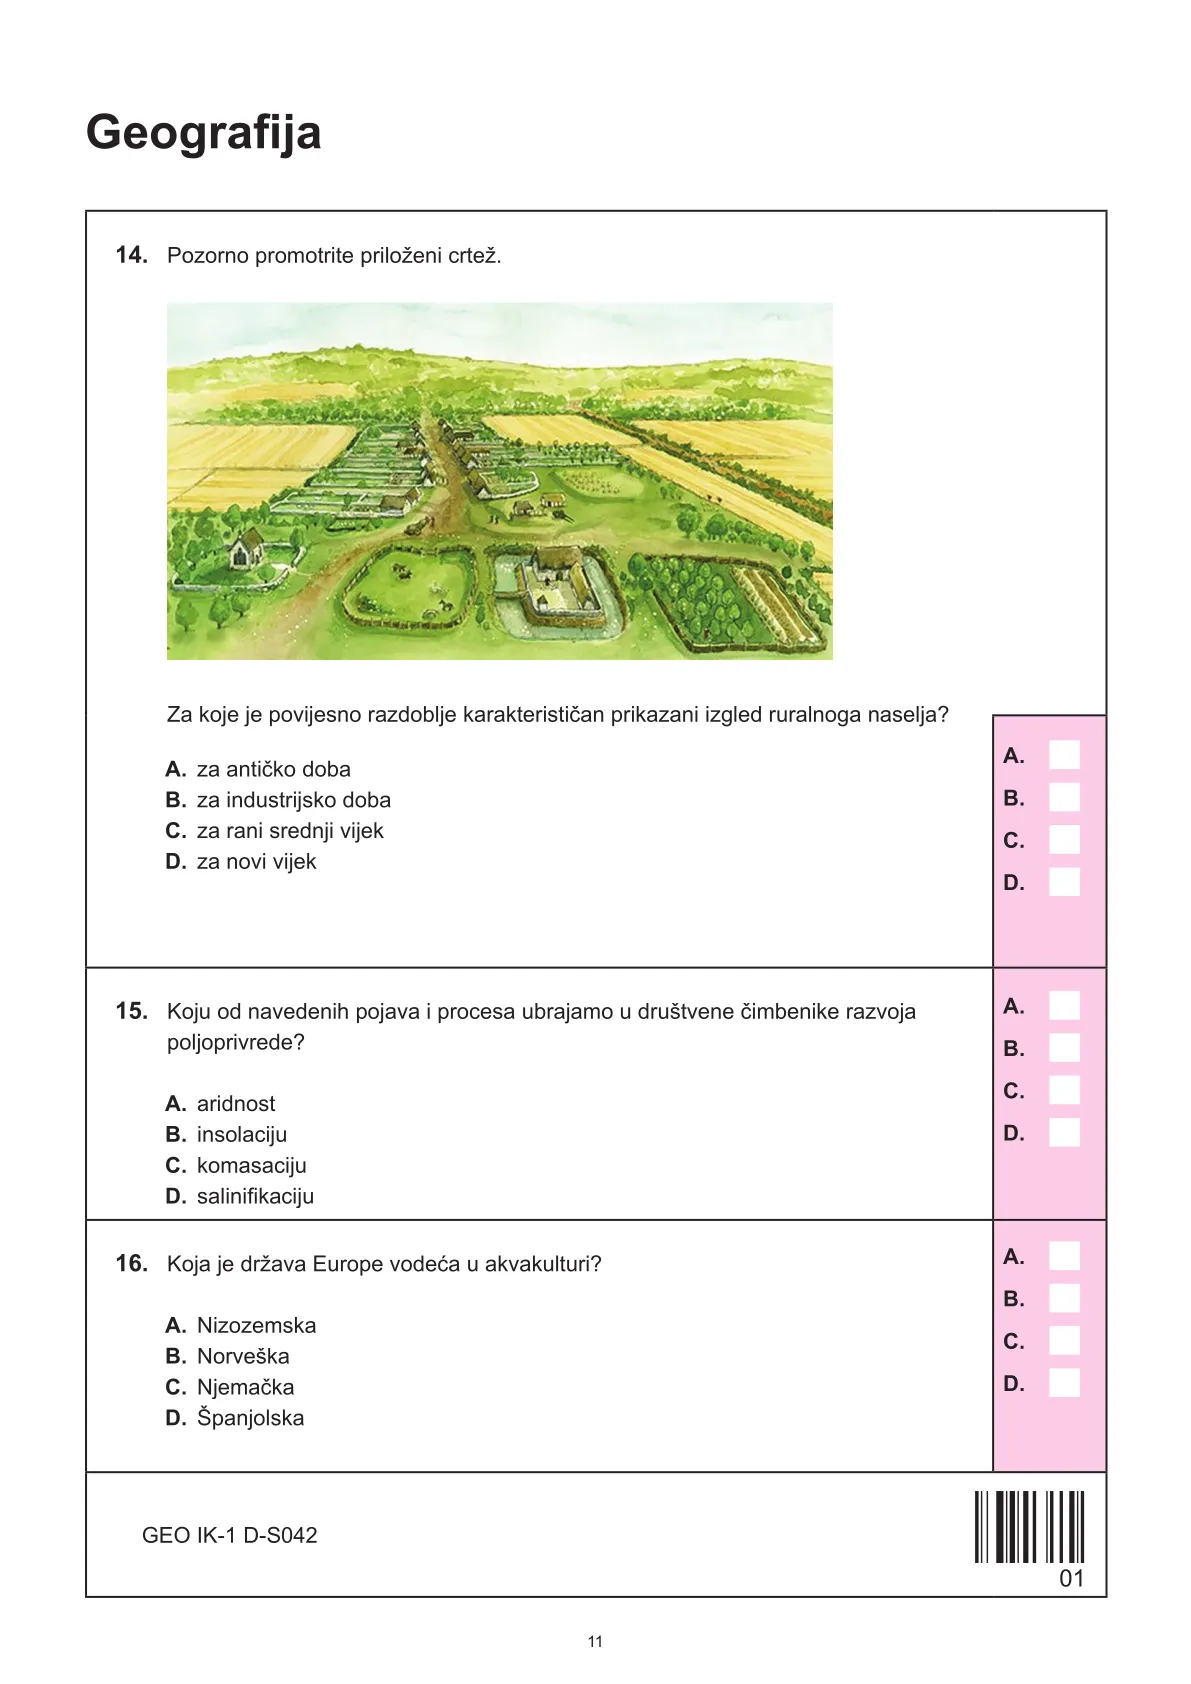 Geografija
14. Pozorno promotrite priloženi crtež.
Za koje je povijesno razdoblje karakterističan prikazani izgled ruralnoga naselja?
A. za antičko doba
B. za industrijsko doba
C. za rani srednji vijek
D. za novi vijek
A.
B.
C.
D.
15. Koju od navedenih pojava i procesa ubrajamo u društvene čimbenike razvoja
poljoprivrede?
A. aridnost
B. insolaciju
C. komasaciju
D. salinifikaciju
A.
B.
C.
D.
16. Koja je država Europe vodeća u akvakulturi?
A. Nizozemska
B. Norveška
C. Njemačka
D. Španjolska
A.
B.
C.
D.
GEO IK-1 D-S042
01
11